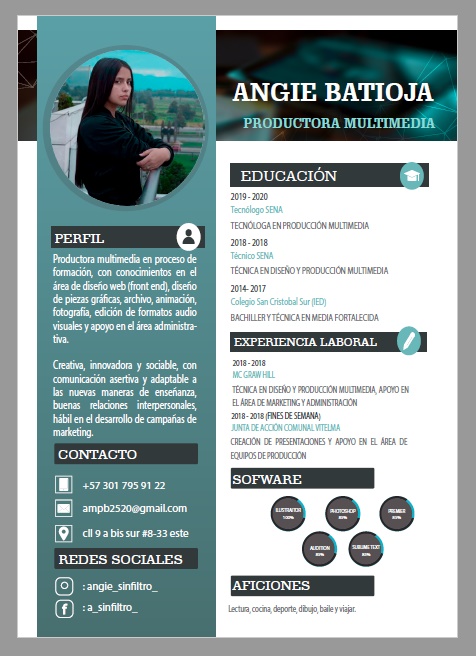 ANGIE BATIOJA
PRODUCTORA MULTIMEDIA
PERFIL
Productora multimedia en proceso de
formación, con conocimientos en el
área de diseño web (front end), diseño
de piezas gráficas, archivo, animación,
fotografía, edición de formatos audio
visuales y apoyo en el área administra-
tiva.
Creativa, innovadora y sociable, con
comunicación asertiva y adaptable a
las nuevas maneras de enseñanza,
buenas relaciones interpersonales,
hábil en el desarrollo de campañas de
marketing.
CONTACTO
+57 301 795 91 22
ampb2520@gmail.com
cll 9 a bis sur #8-33 este
REDES SOCIALES
: angie_sinfiltro_
: a_sinfiltro_
EDUCACIÓN
2019 - 2020
Tecnólogo SENA
TECNÓLOGA EN PRODUCCIÓN MULTIMEDIA
2018 - 2018
Técnico SENA
TÉCNICA EN DISEÑO Y PRODUCCIÓN MULTIMEDIA
2014- 2017
Colegio San Cristobal Sur (IED)
BACHILLER Y TÉCNICA EN MEDIA FORTALECIDA
EXPERIENCIA LABORAL
2018 - 2018
MC GRAW HILL
TÉCNICA EN DISEÑO Y PRODUCCIÓN MULTIMEDIA, APOYO EN
EL ÁREA DE MARKETING Y ADMINISTRACIÓN
2018 - 2018 (FINES DE SEMANA)
JUNTA DE ACCIÓN COMUNAL VITELMA
CREACIÓN DE PRESENTACIONES Y APOYO EN EL ÁREA DE
EQUIPOS DE PRODUCCIÓN
SOFWARE
ILUSTRATOR
100%
PHOTOSHOP
85%
PREMIER
85%
AUDITION
85%
SUBLIME TEXT
85%
AFICIONES
Lectura, cocina, deporte, dibujo, baile y viajar.